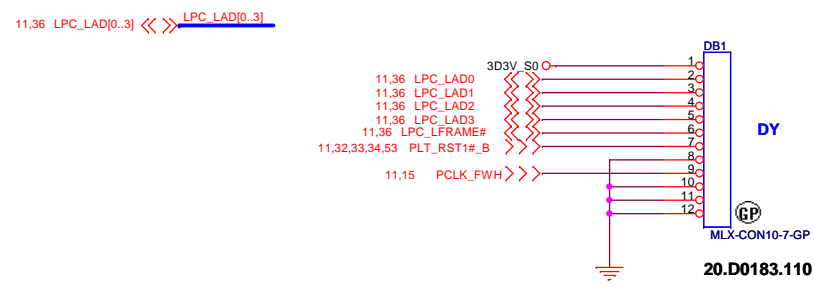 11,36 LPC_LAD[0..3] LPC_LAD[0..3]
DB1
3D3V_S0 1
11,36 LPC_LAD0 2
11,36 LPC_LAD1 3
11,36 LPC_LAD2 4
11,36 LPC_LAD3 5
11,36 LPC_LFRAME# 6
11,32,33,34,53 PLT_RST1#_B 7
DY
8
11,15 PCLK_FWH 9
10
11
12
GP
MLX-CON10-7-GP
20.D0183.110